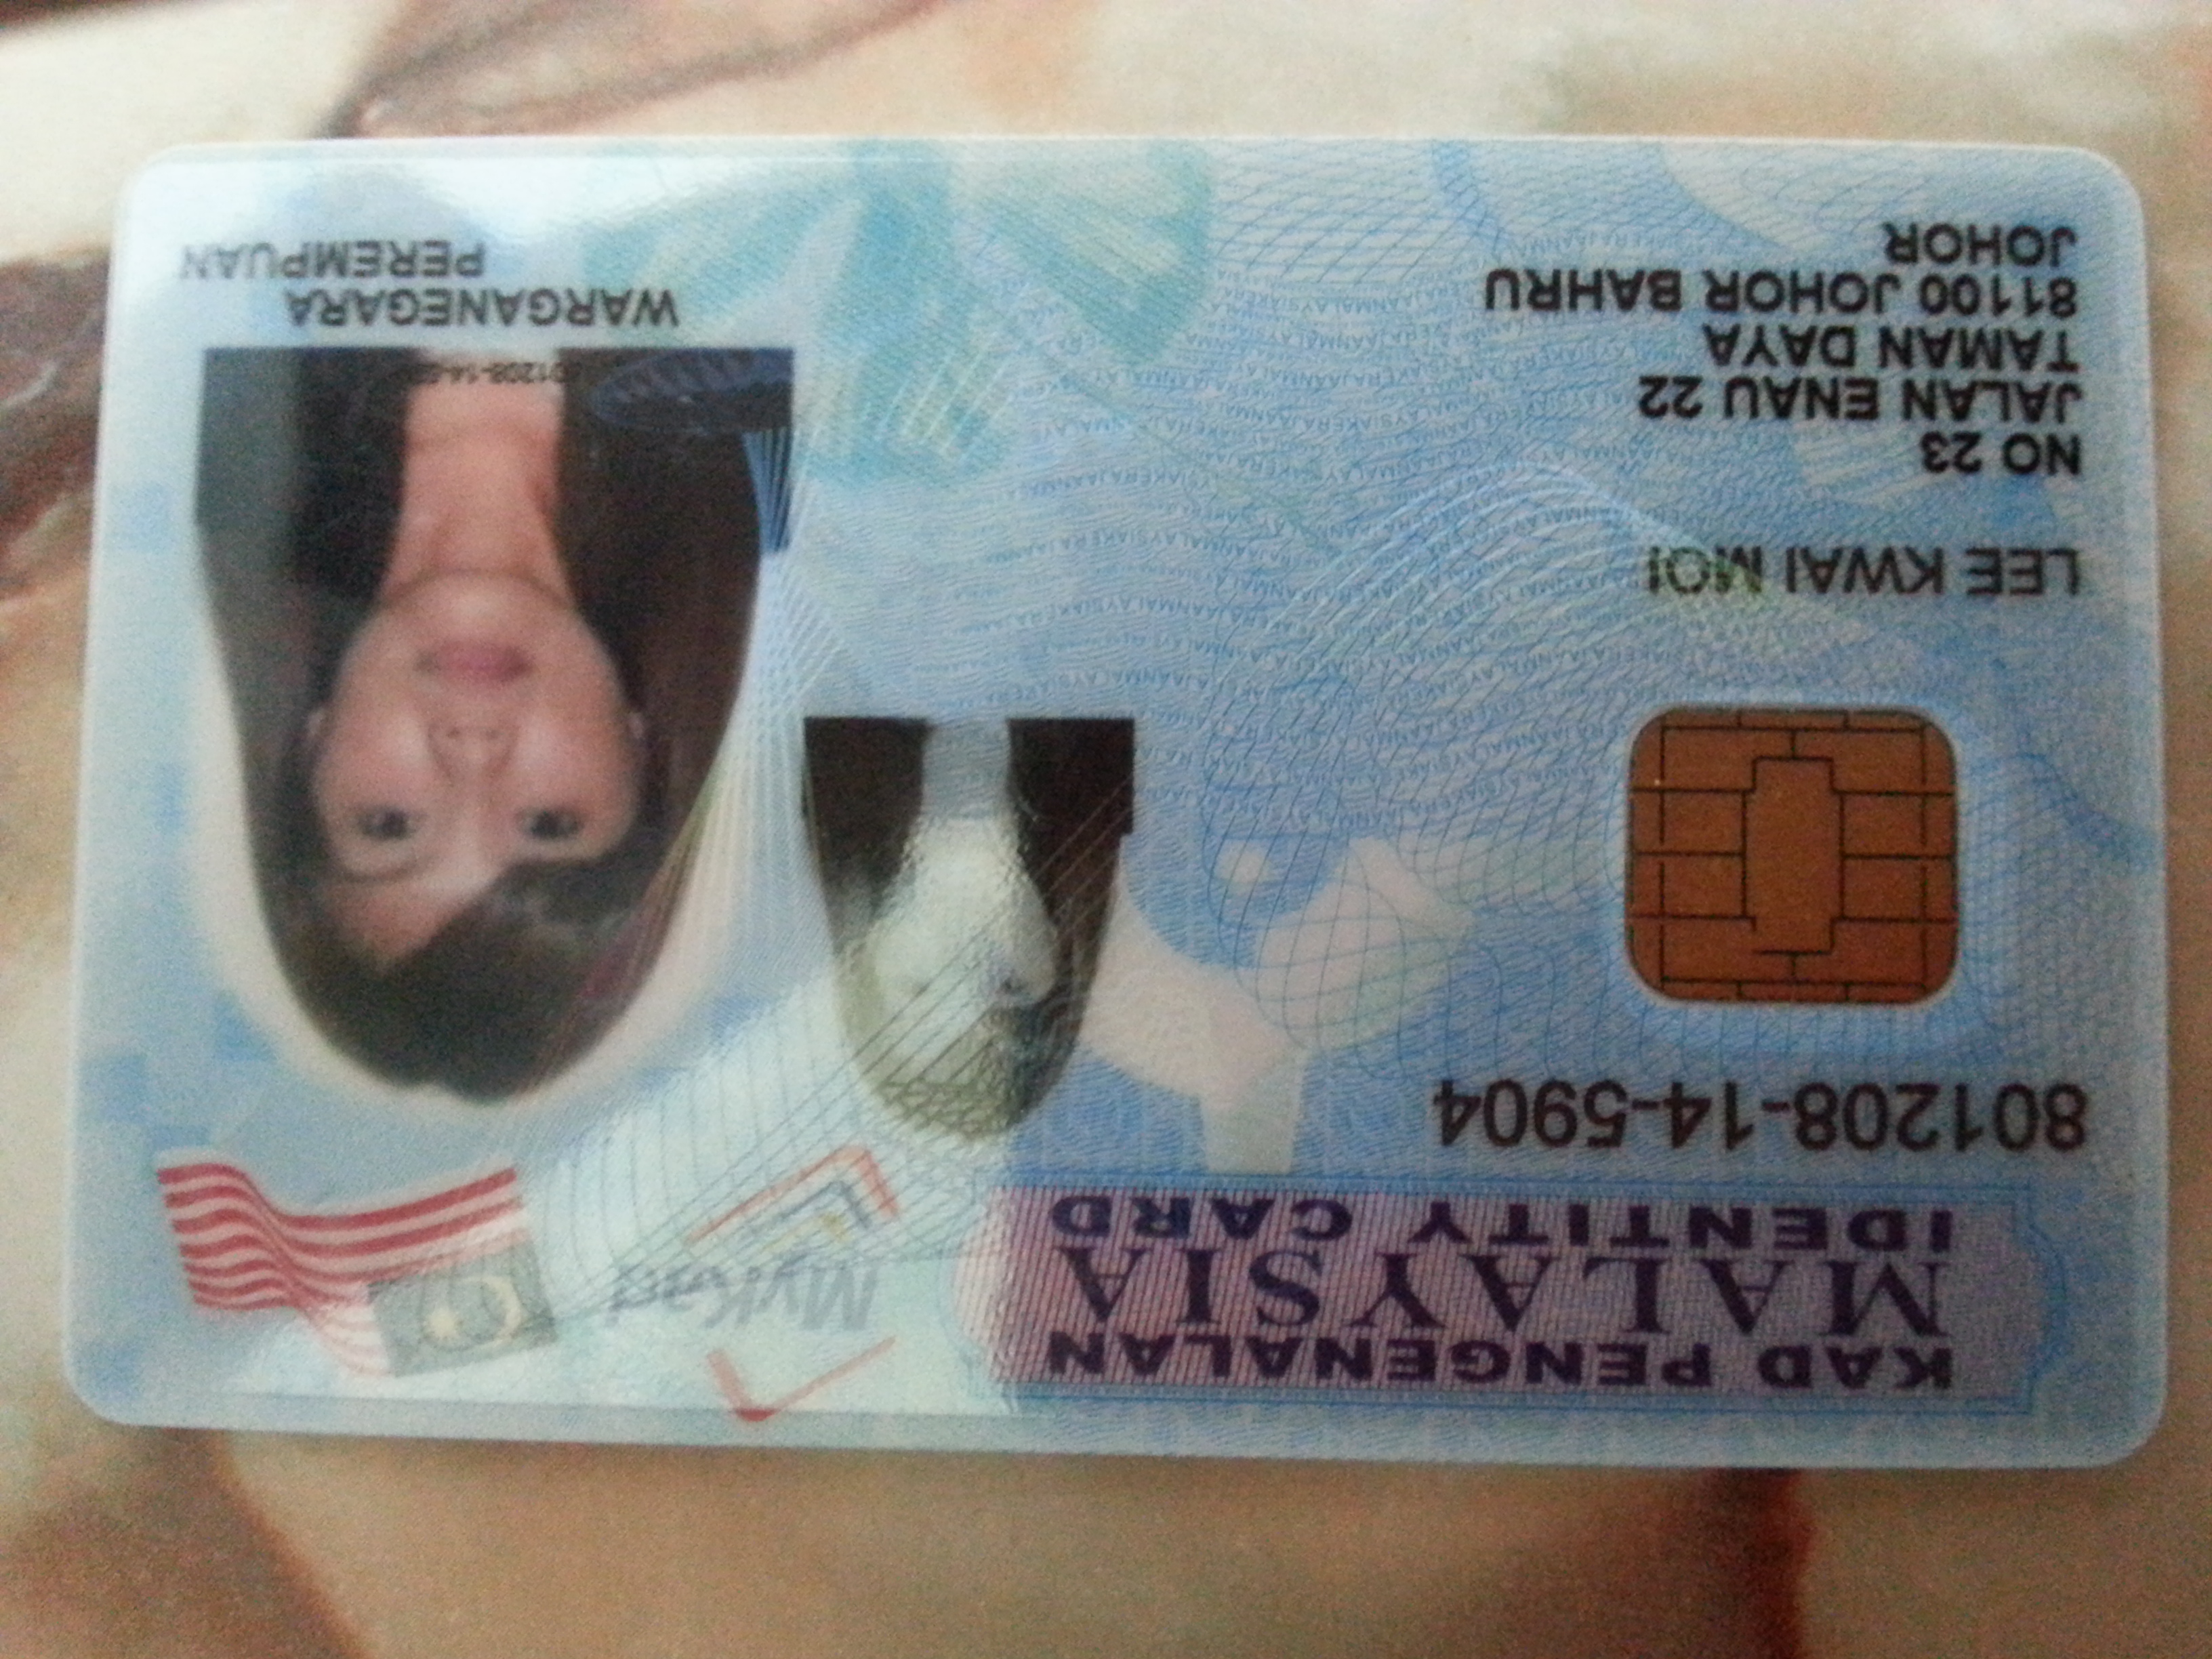 KAD PENGENALAN
MALAYSIA
IDENTITY CARD
MyKad
801208-14-5904
LEE KWAI MOI
NO 23
JALAN ENAU 22
TAMAN DAYA
81100 JOHOR BAHRU
JOHOR
WARGANEGARA
PEREMPUAN